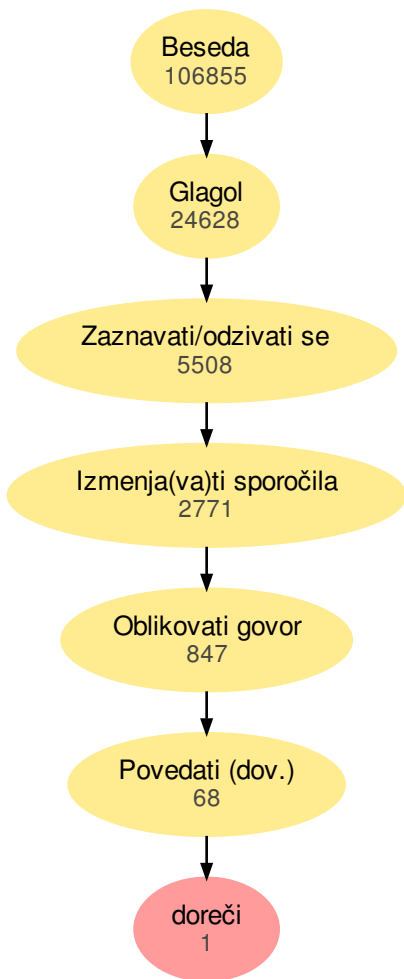 Beseda
106855
Glagol
24628
Zaznavati/odzivati se
5508
Izmenja(va)ti sporočila
2771
Oblikovati govor
847
Povedati (dov.)
68
doreči
1